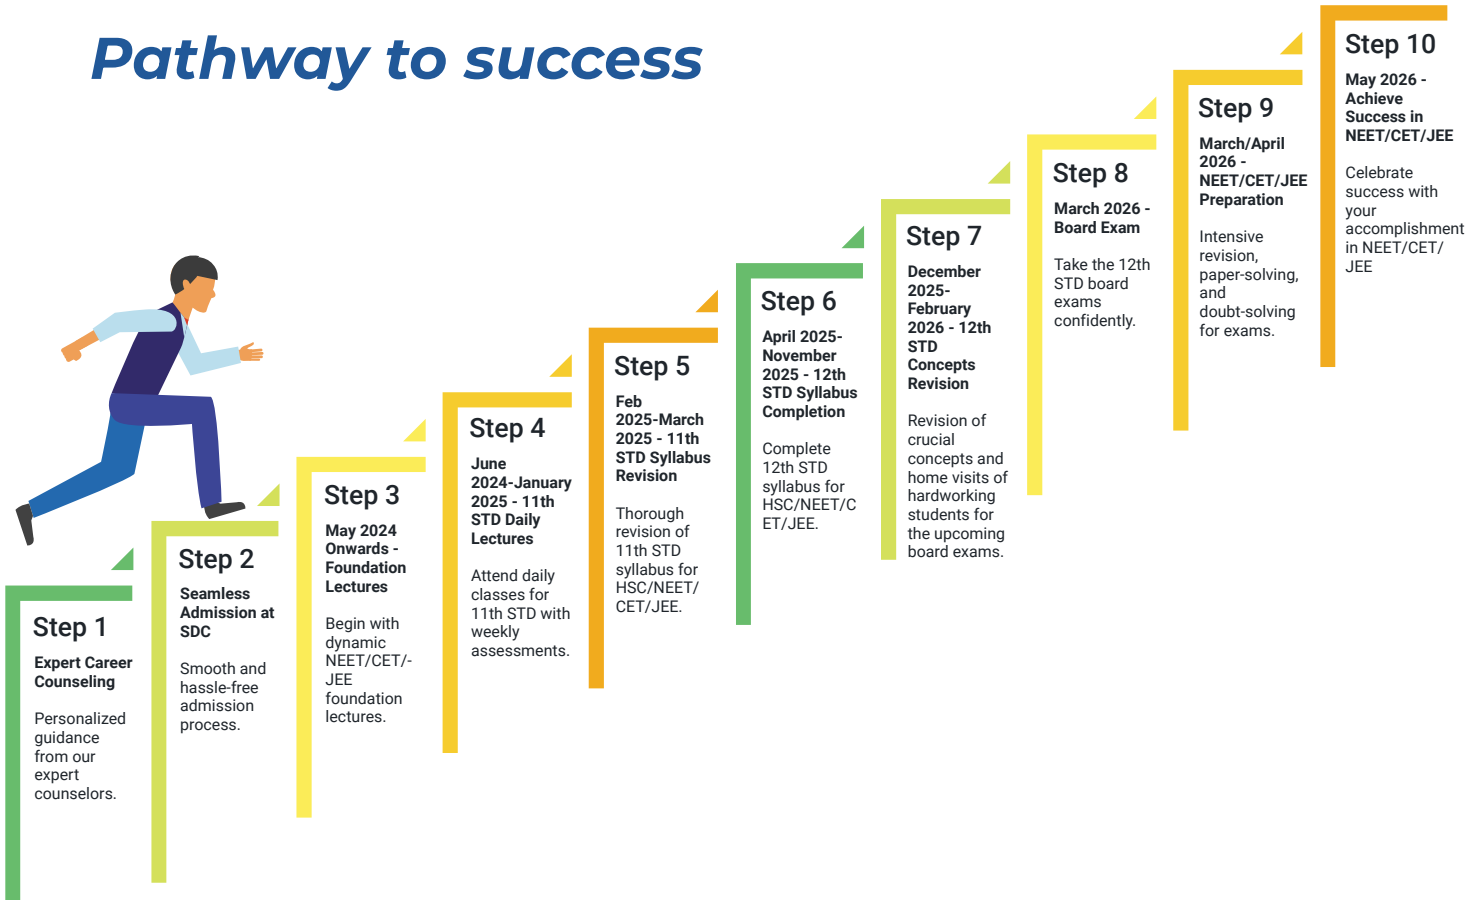 Pathway to success
Step 1
Expert Career
Counseling
Personalized
guidance
from our
expert
counselors.
Step 2
Seamless
Admission at
SDC
Smooth and
hassle-free
admission
process.
Step 3
May 2024
Onwards -
Foundation
Lectures
Begin with
dynamic
NEET/CET/-
JEE
foundation
lectures.
Step 4
June
2024-January
2025 - 11th
STD Daily
Lectures
Attend daily
classes for
11th STD with
weekly
assessments.
Step 5
Feb
2025-March
2025 - 11th
STD Syllabus
Revision
Thorough
revision of
11th STD
syllabus for
HSC/NEET/
CET/JEE.
Step 6
April 2025-
November
2025 - 12th
STD Syllabus
Completion
Complete
12th STD
syllabus for
HSC/NEET/C
ET/JEE.
Step 7
December
2025-
February
2026 - 12th
STD
Concepts
Revision
Revision of
crucial
concepts and
home visits of
hardworking
students for
the upcoming
board exams.
Step 8
March 2026 -
Board Exam
Take the 12th
STD board
exams
confidently.
Step 9
March/April
2026 -
NEET/CET/JEE
Preparation
Intensive
revision,
paper-solving,
and
doubt-solving
for exams.
Step 10
May 2026 -
Achieve
Success in
NEET/CET/JEE
Celebrate
success with
your
accomplishment
in NEET/CET/
JEE